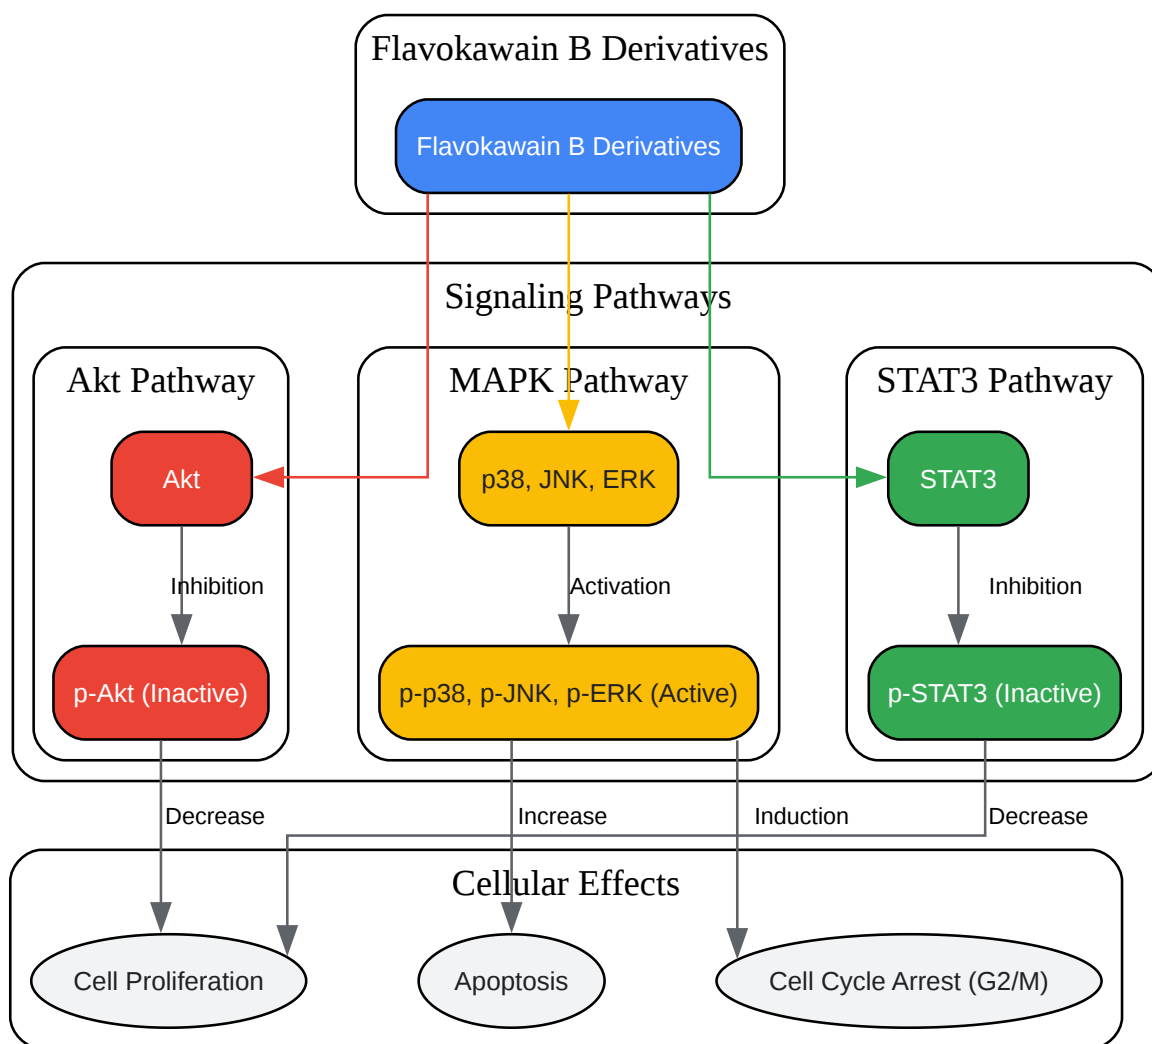 Flavokawain B Derivatives
Flavokawain B Derivatives
Signaling Pathways
Akt Pathway
MAPK Pathway
STAT3 Pathway
Akt
p38, JNK, ERK
STAT3
Inhibition
Activation
Inhibition
p-Akt (Inactive)
p-p38, p-JNK, p-ERK (Active)
p-STAT3 (Inactive)
Decrease
Increase
Induction
Decrease
Cellular Effects
Cell Proliferation
Apoptosis
Cell Cycle Arrest (G2/M)